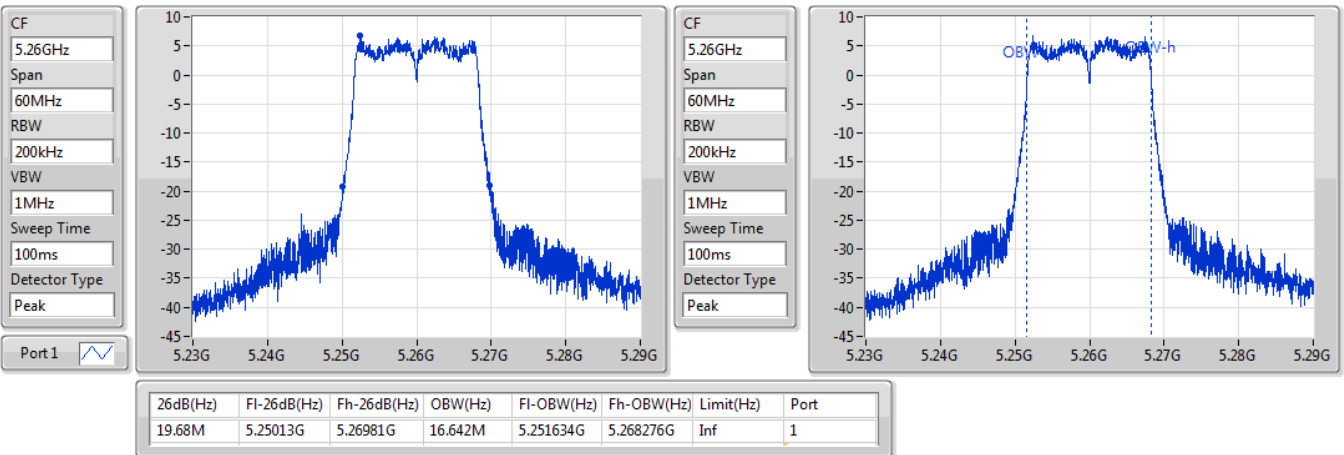 CF
5.26GHz
Span
60MHz
RBW
200kHz
VBW
1MHz
Sweep Time
100ms
Detector Type
Peak
Port 1
10
5
0
-5
-10
-15
-20
-25
-30
-35
-40
-45
5.23G 5.24G 5.25G 5.26G 5.27G 5.28G 5.29G
CF
5.26GHz
Span
60MHz
RBW
200kHz
VBW
1MHz
Sweep Time
100ms
Detector Type
Peak
10
5
0
-5
-10
-15
-20
-25
-30
-35
-40
-45
OBW-h
5.23G 5.24G 5.25G 5.26G 5.27G 5.28G 5.29G
26dB(Hz) Fl-26dB(Hz) Fh-26dB(Hz) OBW(Hz) Fl-OBW(Hz) Fh-OBW(Hz) Limit(Hz) Port
19.68M 5.25013G 5.26981G 16.642M 5.251634G 5.268276G Inf 1